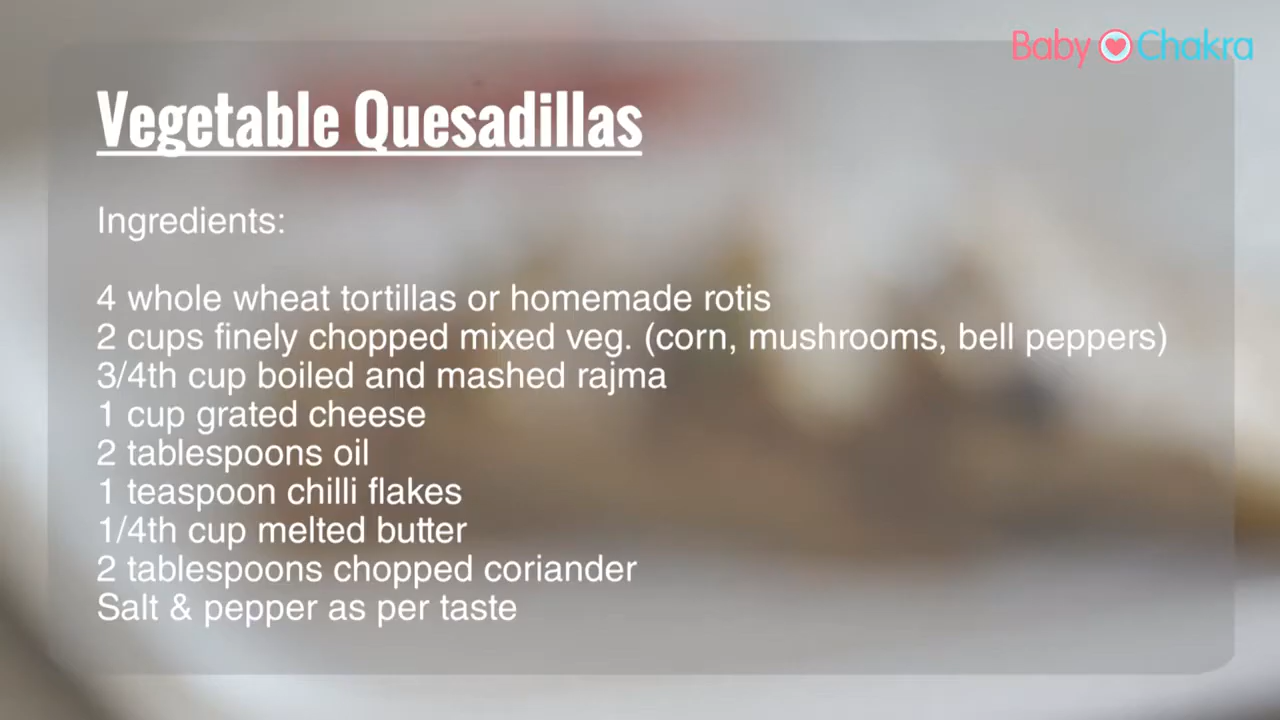 Baby Chakra
Vegetable Quesadillas
Ingredients:
4 whole wheat tortillas or homemade rotis
2 cups finely chopped mixed veg. (corn, mushrooms, bell peppers)
3/4th cup boiled and mashed rajma
1 cup grated cheese
2 tablespoons oil
1 teaspoon chilli flakes
1/4th cup melted butter
2 tablespoons chopped coriander
Salt & pepper as per taste